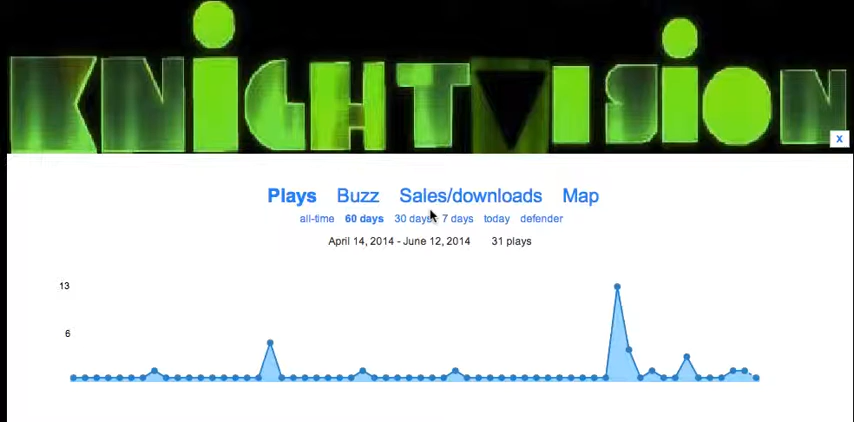 KNiGHTVISiON
X
Plays Buzz Sales/downloads Map
all-time 60 days 30 days 7 days today defender
April 14, 2014 - June 12, 2014 31 plays
13
6